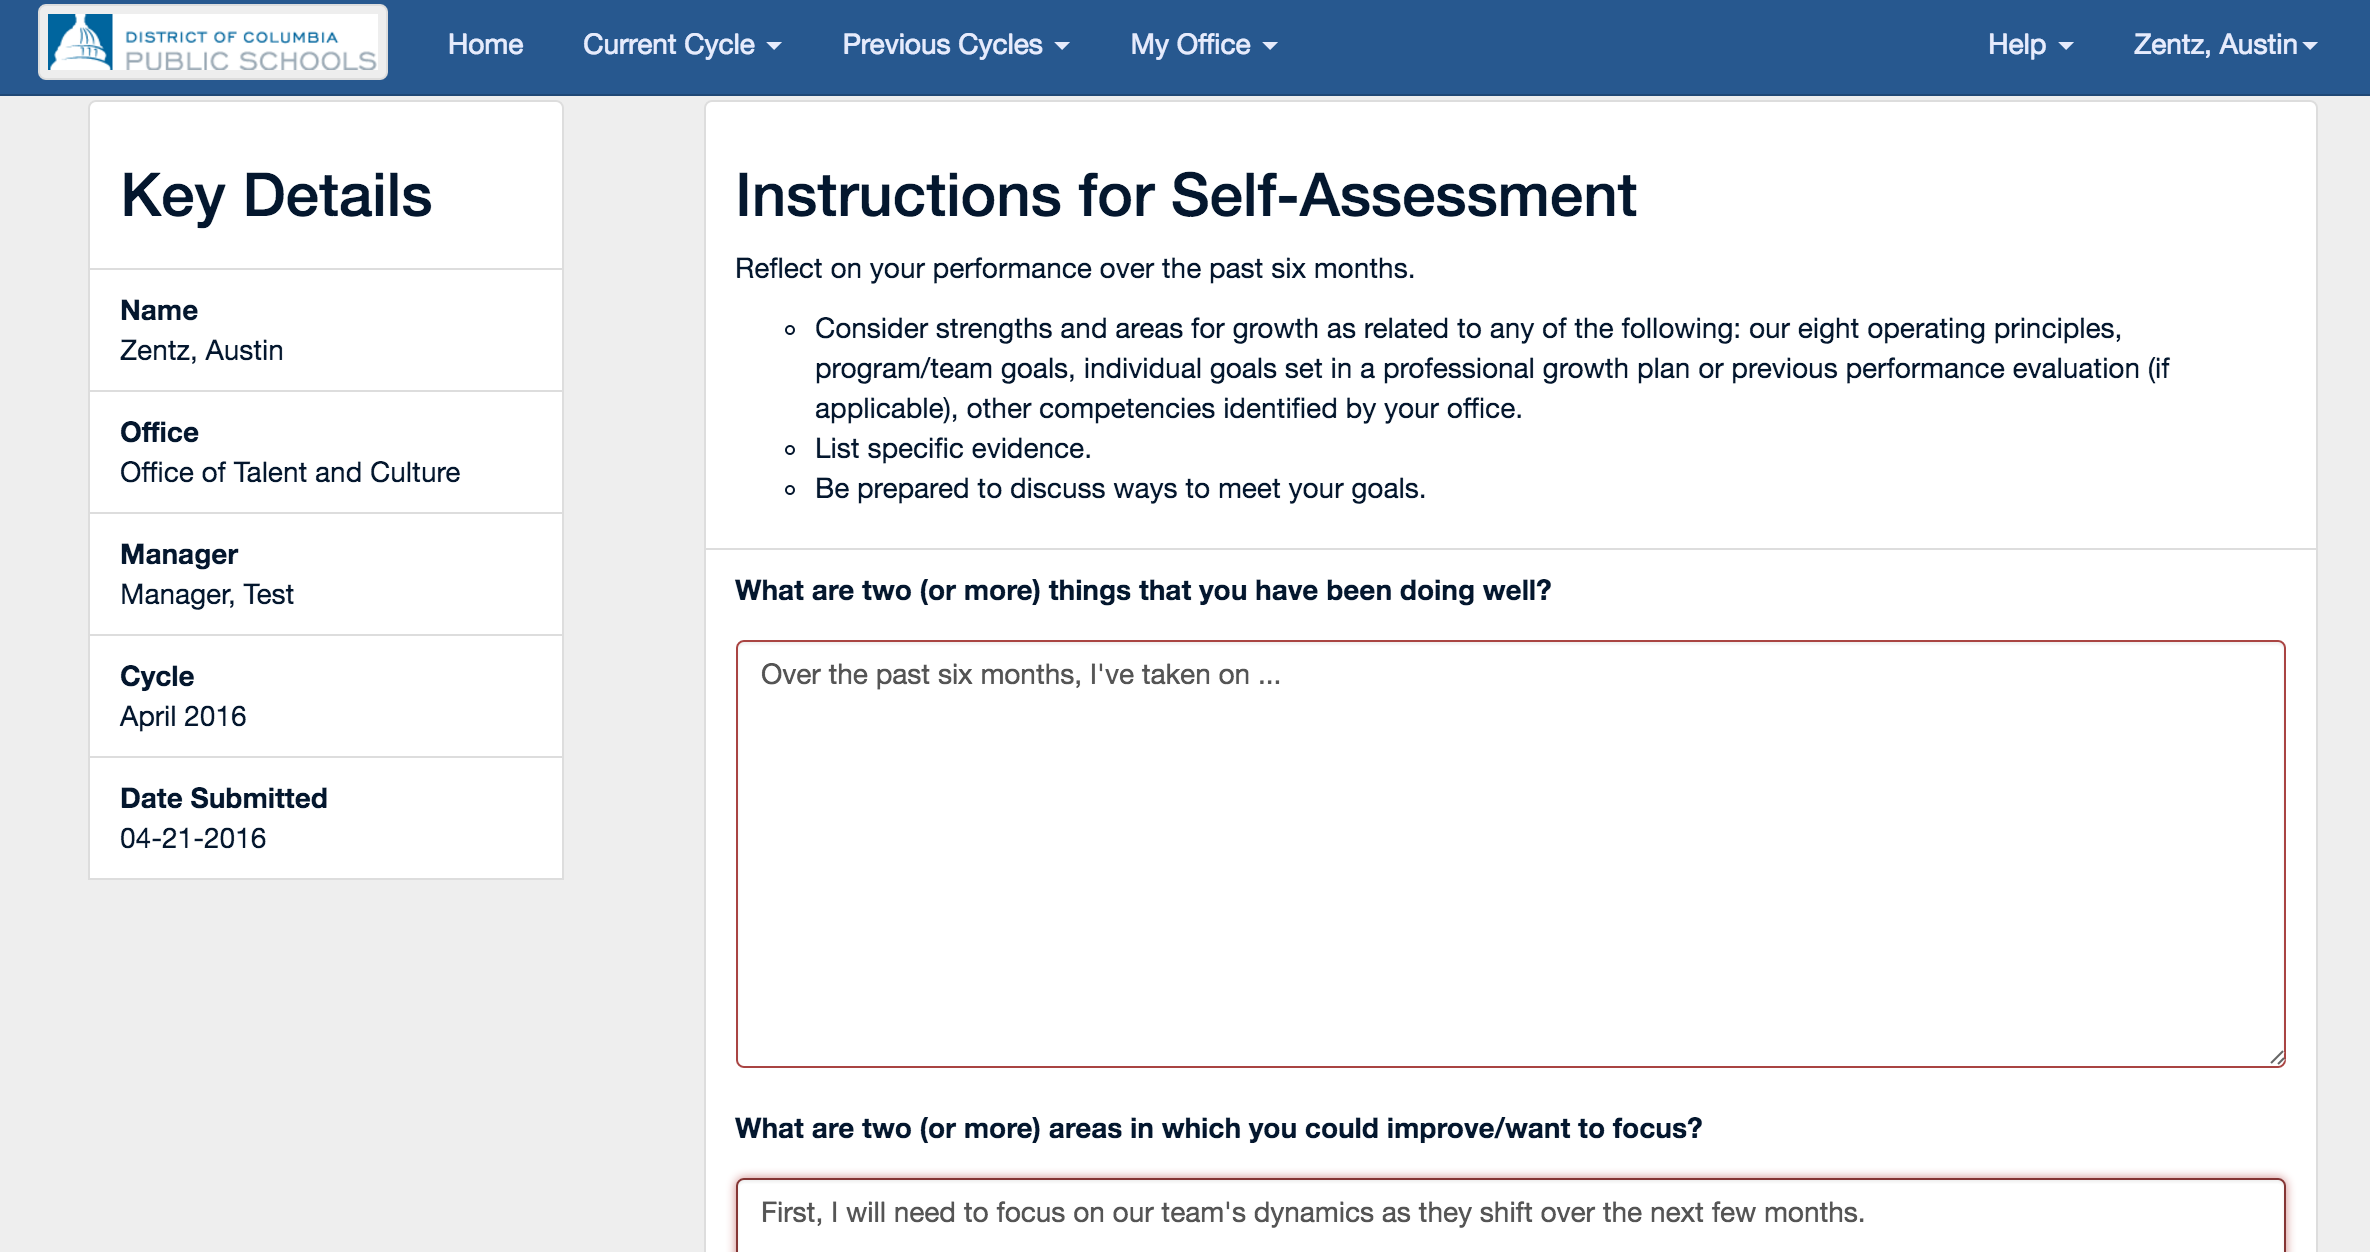 DISTRICT OF COLUMBIA
PUBLIC SCHOOLS
Home
Current Cycle
Previous Cycles
My Office
Help
Zentz, Austin
Key Details
Name
Zentz, Austin
Office
Office of Talent and Culture
Manager
Manager, Test
Cycle
April 2016
Date Submitted
04-21-2016
Instructions for Self-Assessment
Reflect on your performance over the past six months.
Consider strengths and areas for growth as related to any of the following: our eight operating principles,
program/team goals, individual goals set in a professional growth plan or previous performance evaluation (if
applicable), other competencies identified by your office.
List specific evidence.
Be prepared to discuss ways to meet your goals.
What are two (or more) things that you have been doing well?
Over the past six months, I've taken on ...
What are two (or more) areas in which you could improve/want to focus?
First, I will need to focus on our team's dynamics as they shift over the next few months.